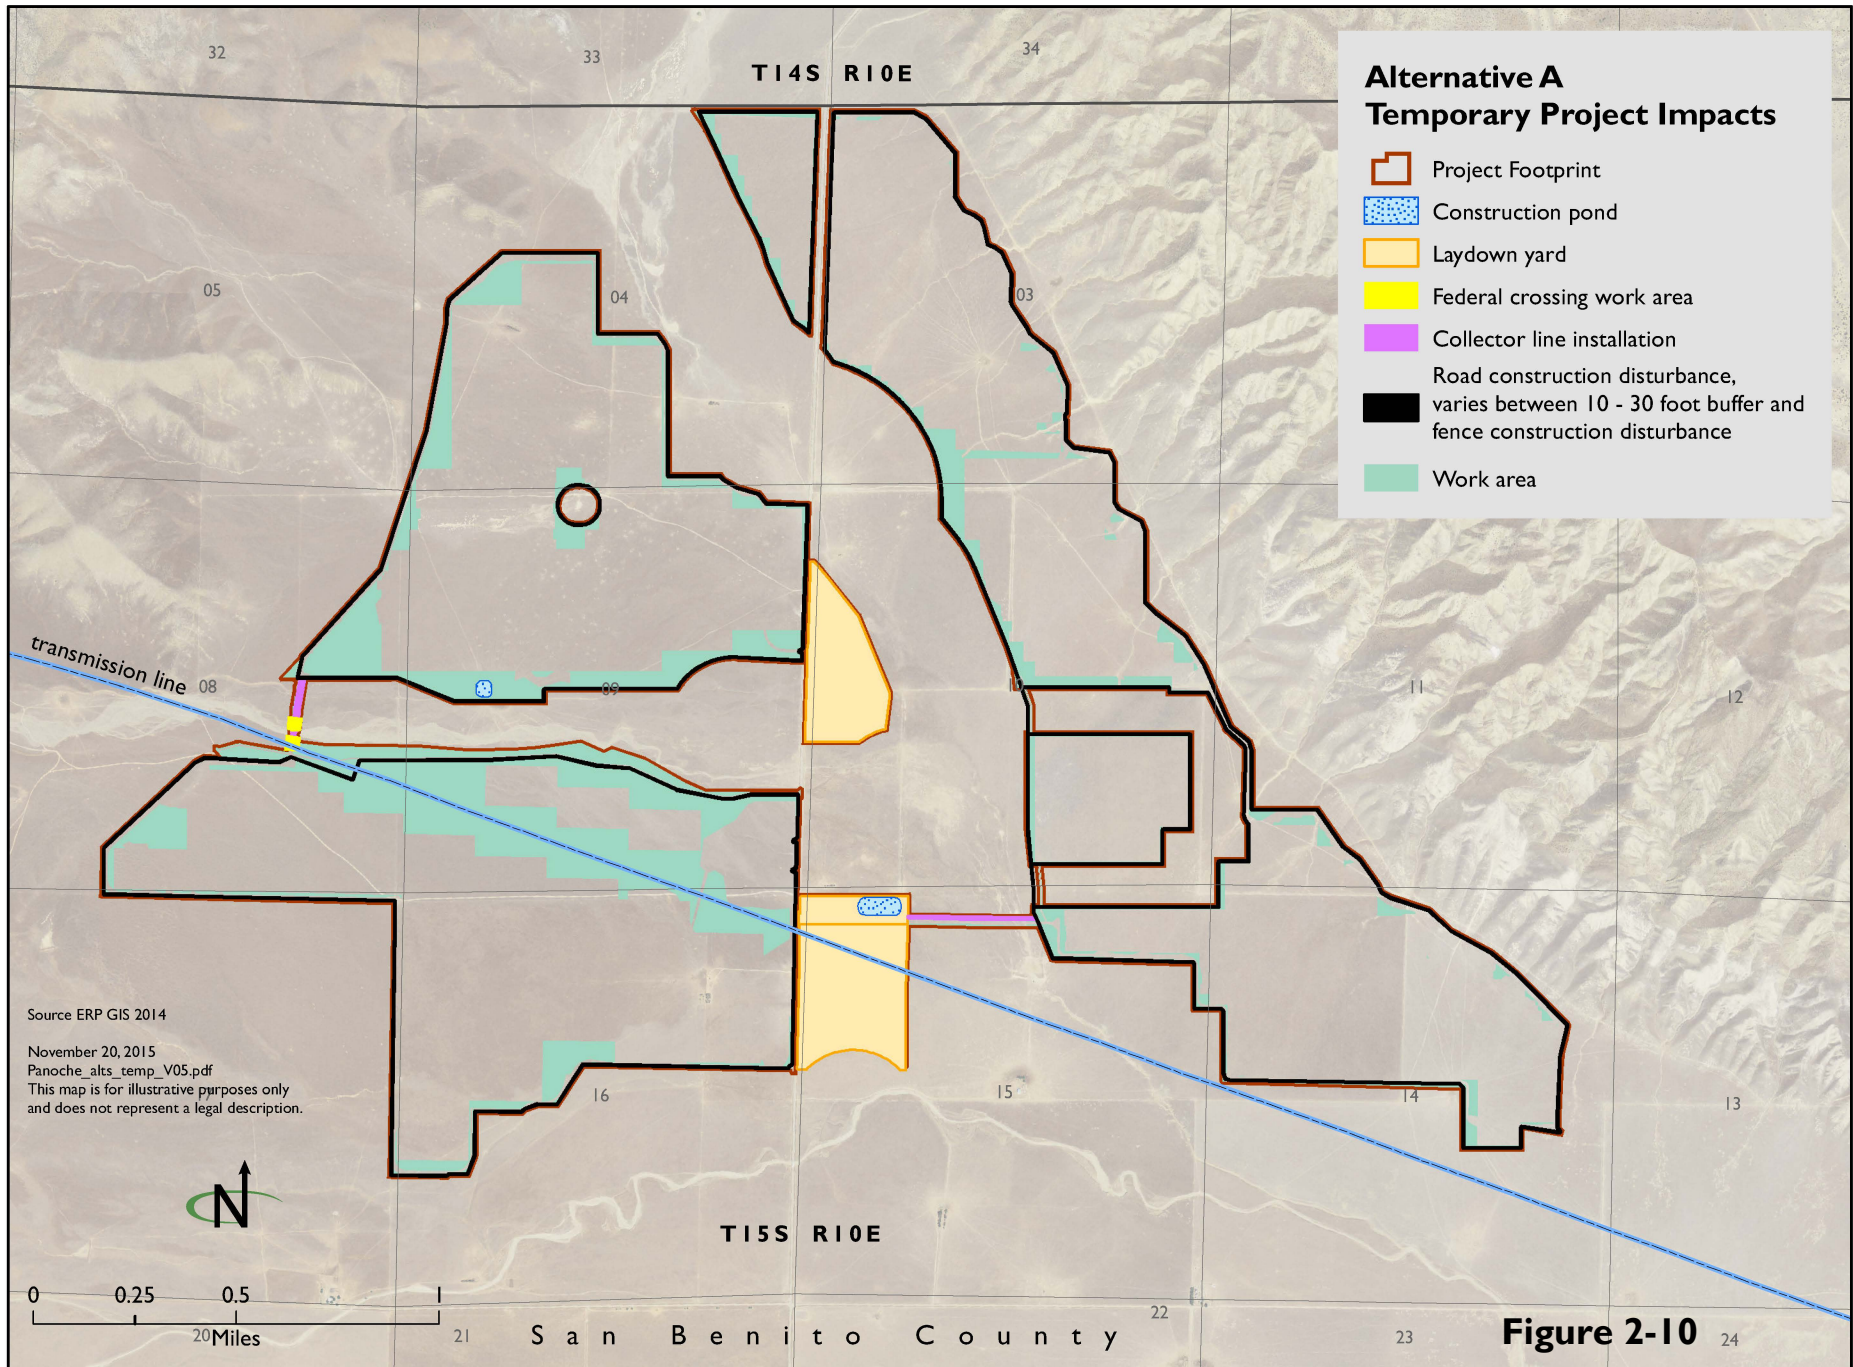 32
33
34
T14S R10E
Alternative A
Temporary Project Impacts
Project Footprint
Construction pond
Laydown yard
Federal crossing work area
Collector line installation
Road construction disturbance,
varies between 10 - 30 foot buffer and
fence construction disturbance
Work area
05
04
03
transmission line
08
09
10
11
12
Source ERP GIS 2014
November 20, 2015
Panoche_alts_temp_V05.pdf
This map is for illustrative purposes only
and does not represent a legal description.
16
15
14
13
N
T15S R10E
0 0.25 0.5 1
Miles
20
21
22
23
24
San Benito County
Figure 2-10